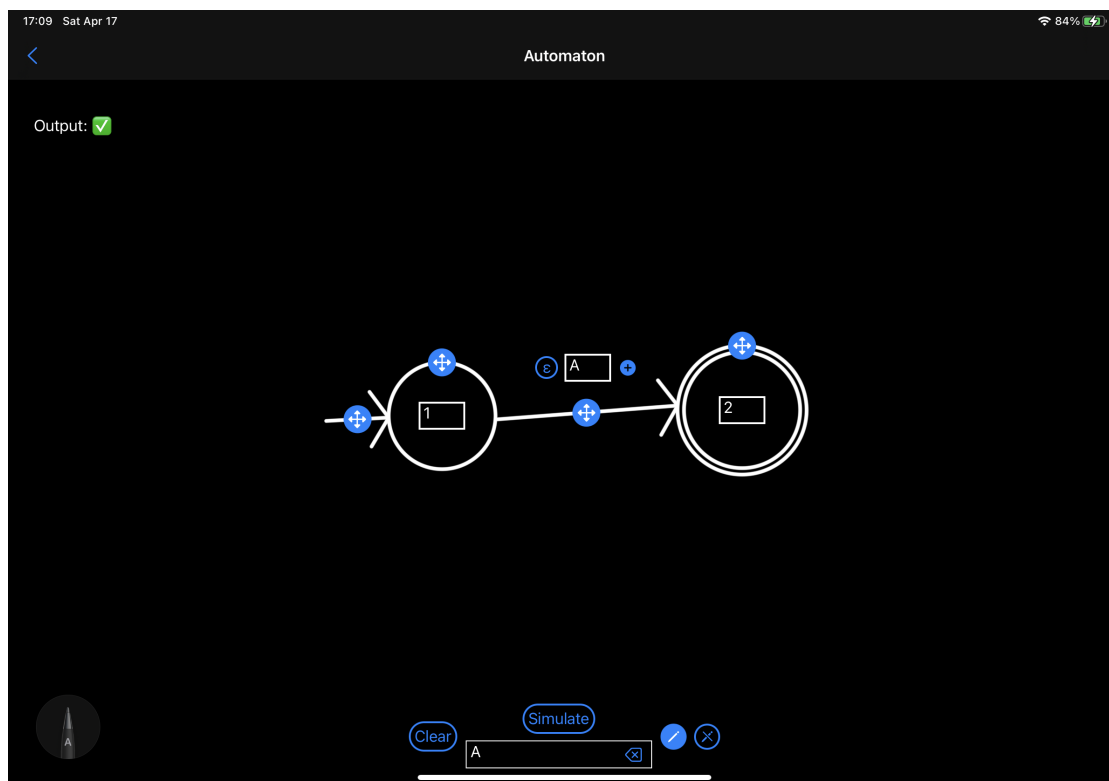 17:09 Sat Apr 17
84%
Automaton
Output: ✅
ε A +
1
2
Simulate
Clear
A
A